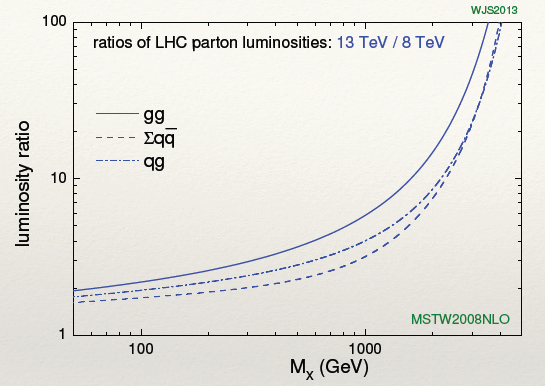 WJS2013
100
ratios of LHC parton luminosities: 13 TeV / 8 TeV
gg
Σqq̅
qg
10
luminosity ratio
MSTW2008NLO
1
100
1000
M_X (GeV)